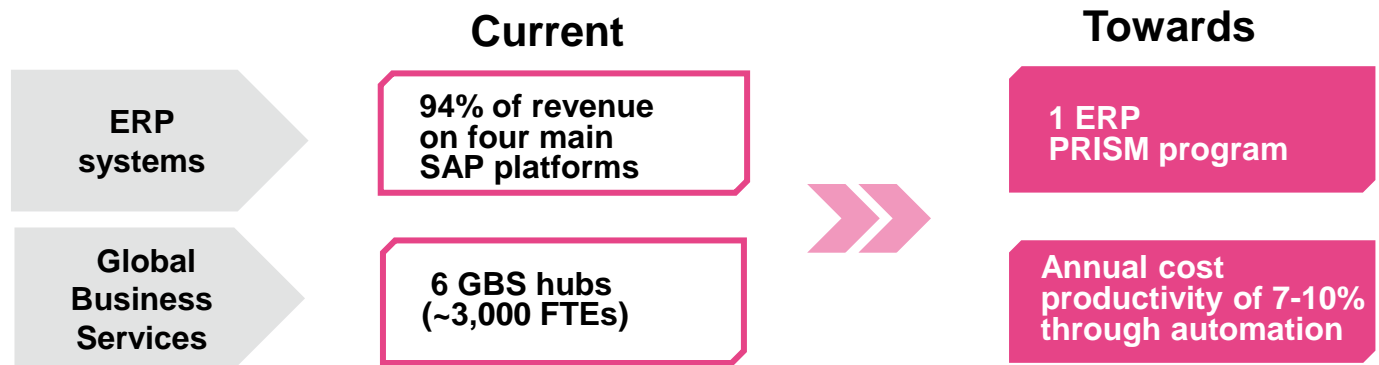 Current
Towards
ERP
systems
94% of revenue
on four main
SAP platforms
1 ERP
PRISM program
Global
Business
Services
6 GBS hubs
(~3,000 FTEs)
Annual cost
productivity of 7-10%
through automation